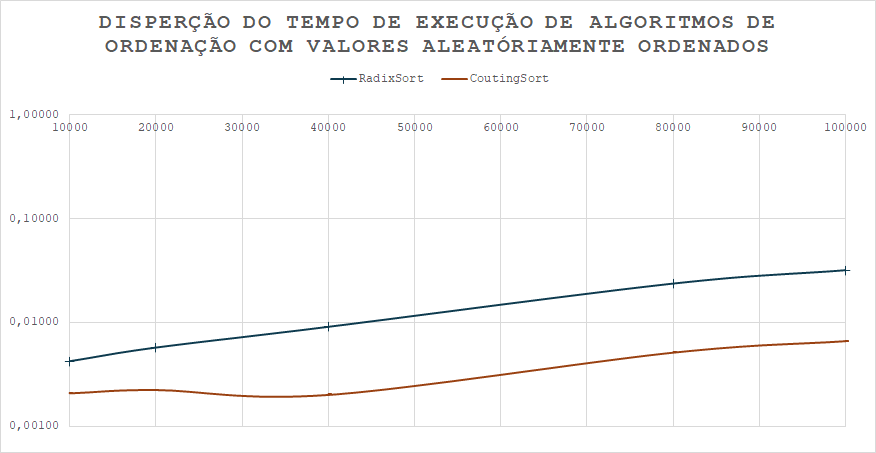 DISPERÇÃO DO TEMPO DE EXECUÇÃO DE ALGORITMOS DE
ORDENAÇÃO COM VALORES ALEATÓRIAMENTE ORDENADOS
RadixSort CoutingSort
1,00000
10000 20000 30000 40000 50000 60000 70000 80000 90000 100000
0,10000
0,01000
0,00100